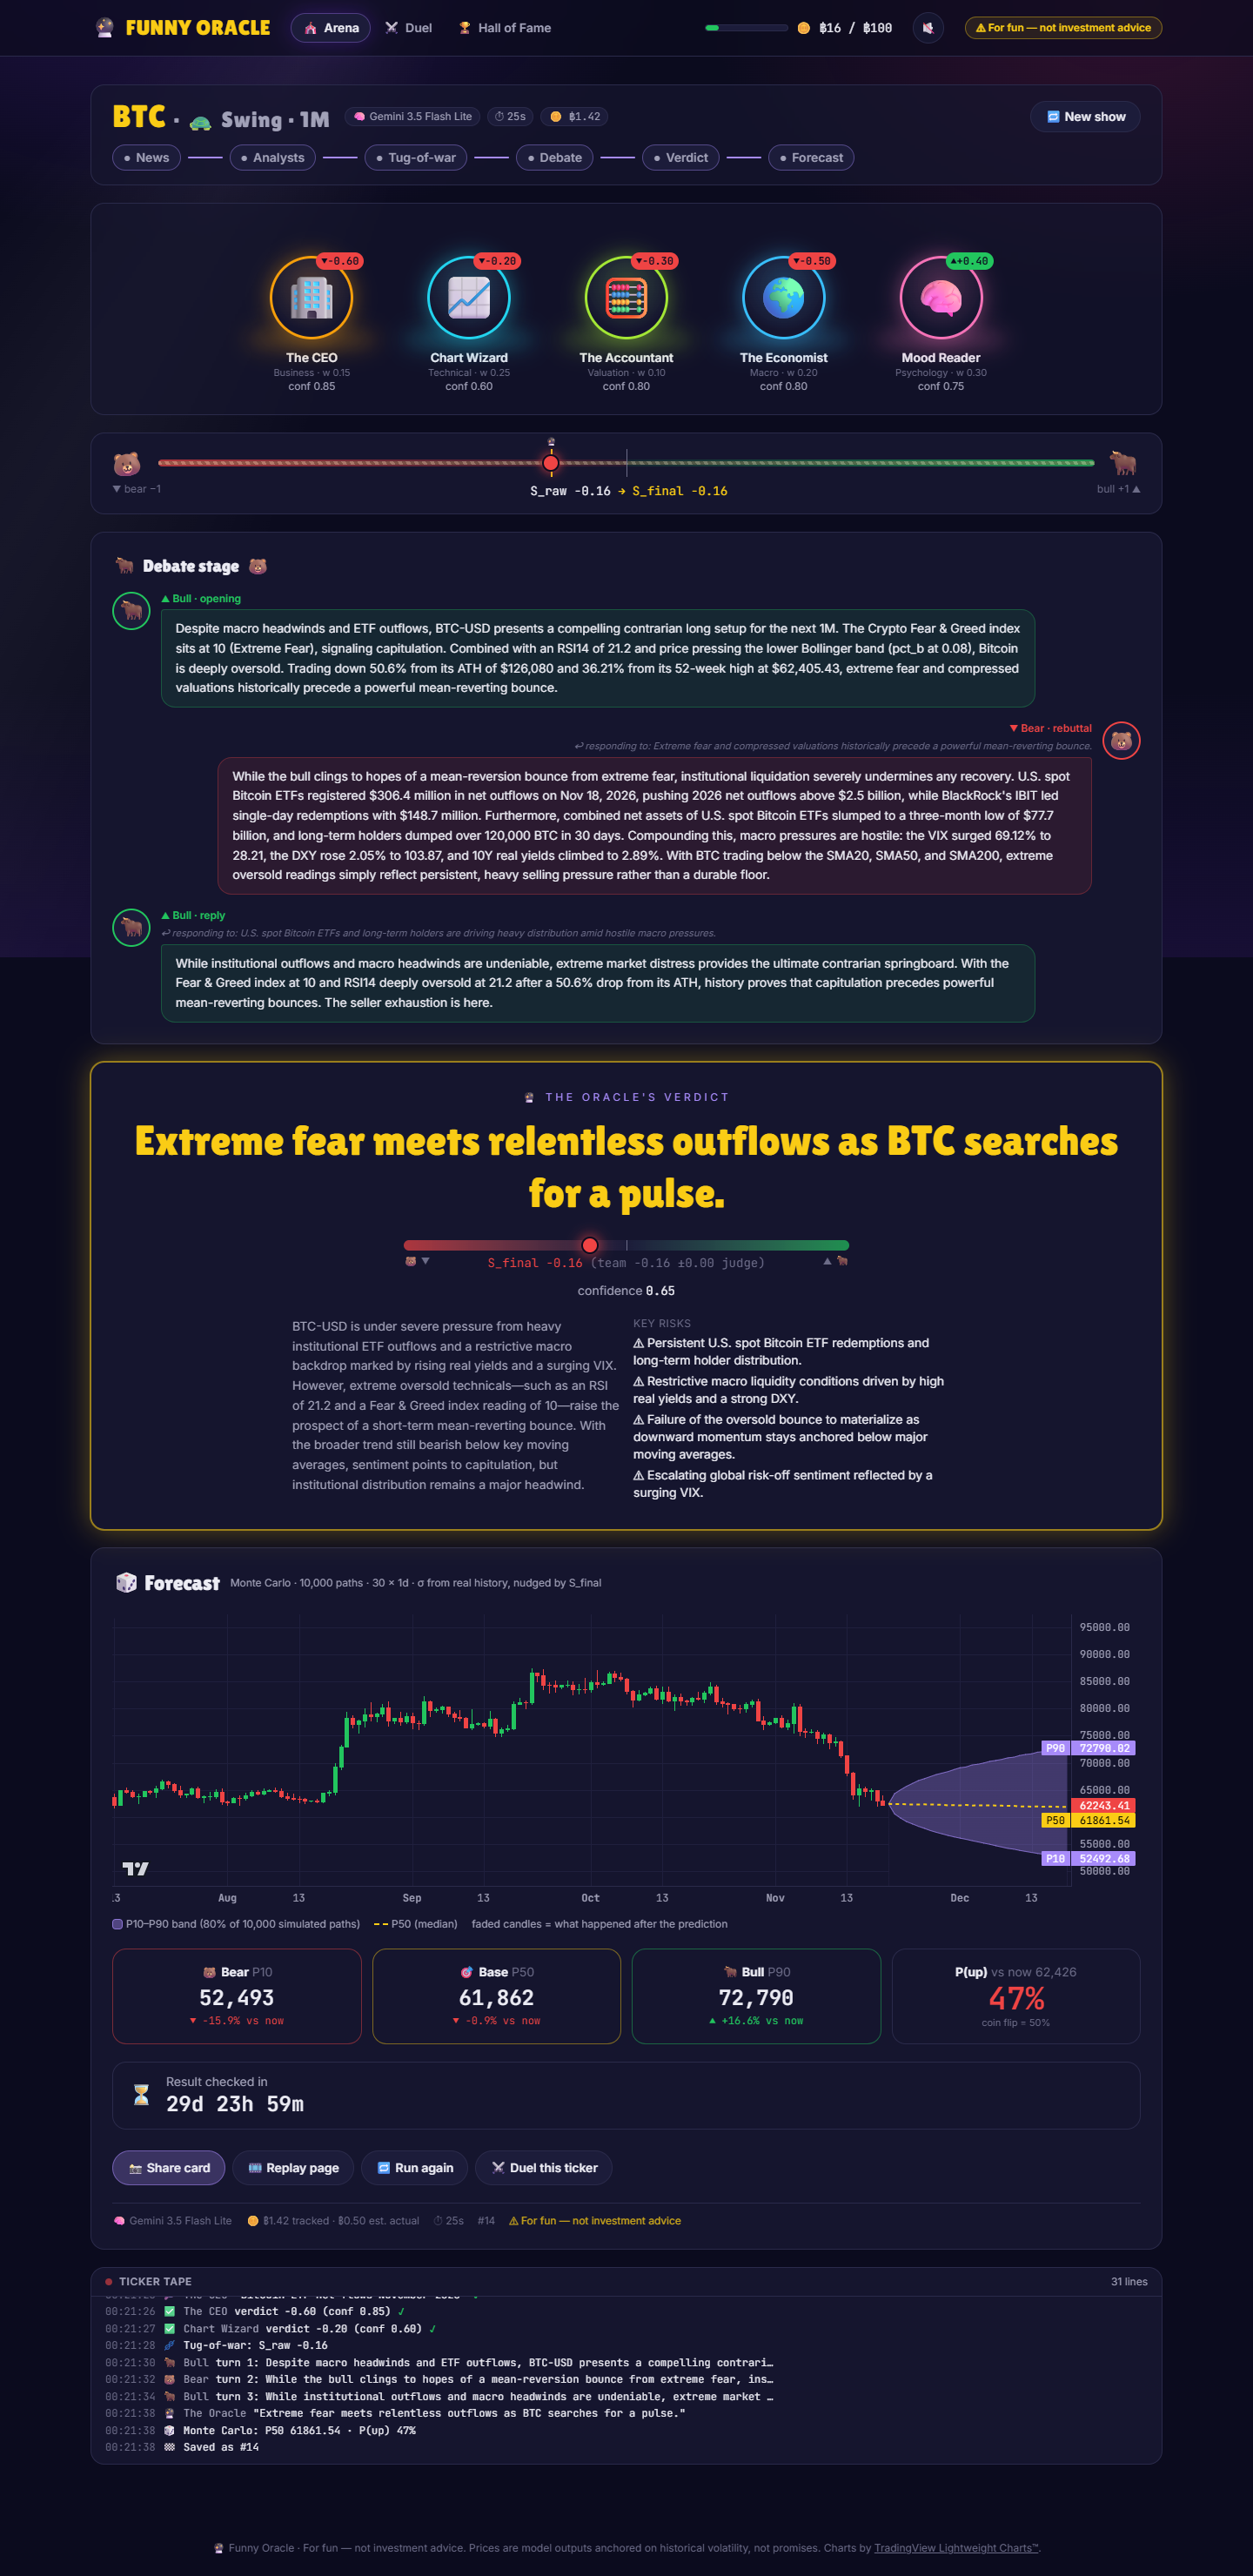 FUNNY ORACLE
Arena
Duel
Hall of Fame
฿16 / ฿100
⚠ For fun — not investment advice
BTC · Swing · 1M
Gemini 3.5 Flash Lite
25s
฿1.42
New show
News
Analysts
Tug-of-war
Debate
Verdict
Forecast
▼-0.60
▼-0.20
▼-0.30
▼-0.50
▲+0.40
The CEO
Chart Wizard
The Accountant
The Economist
Mood Reader
Business · w 0.15
Technical · w 0.25
Valuation · w 0.10
Macro · w 0.20
Psychology · w 0.30
conf 0.85
conf 0.60
conf 0.80
conf 0.80
conf 0.75
▼ bear −1
S_raw -0.16 → S_final -0.16
bull +1 ▲
Debate stage
▲ Bull · opening
Despite macro headwinds and ETF outflows, BTC-USD presents a compelling contrarian long setup for the next 1M. The Crypto Fear & Greed index
sits at 10 (Extreme Fear), signaling capitulation. Combined with an RSI14 of 21.2 and price pressing the lower Bollinger band (pct_b at 0.08), Bitcoin
is deeply oversold. Trading down 50.6% from its ATH of $126,080 and 36.21% from its 52-week high at $62,405.43, extreme fear and compressed
valuations historically precede a powerful mean-reverting bounce.
▼ Bear · rebuttal
↩ responding to: Extreme fear and compressed valuations historically precede a powerful mean-reverting bounce.
While the bull clings to hopes of a mean-reversion bounce from extreme fear, institutional liquidation severely undermines any recovery. U.S. spot
Bitcoin ETFs registered $306.4 million in net outflows on Nov 18, 2026, pushing 2026 net outflows above $2.5 billion, while BlackRock's IBIT led
single-day redemptions with $148.7 million. Furthermore, combined net assets of U.S. spot Bitcoin ETFs slumped to a three-month low of $77.7
billion, and long-term holders dumped over 120,000 BTC in 30 days. Compounding this, macro pressures are hostile: the VIX surged 69.12% to
28.21, the DXY rose 2.05% to 103.87, and 10Y real yields climbed to 2.89%. With BTC trading below the SMA20, SMA50, and SMA200, extreme
oversold readings simply reflect persistent, heavy selling pressure rather than a durable floor.
▲ Bull · reply
↩ responding to: U.S. spot Bitcoin ETFs and long-term holders are driving heavy distribution amid hostile macro pressures.
While institutional outflows and macro headwinds are undeniable, extreme market distress provides the ultimate contrarian springboard. With the
Fear & Greed index at 10 and RSI14 deeply oversold at 21.2 after a 50.6% drop from its ATH, history proves that capitulation precedes powerful
mean-reverting bounces. The seller exhaustion is here.
THE ORACLE'S VERDICT
Extreme fear meets relentless outflows as BTC searches
for a pulse.
▼
S_final -0.16 (team -0.16 ±0.00 judge)
▲
confidence 0.65
BTC-USD is under severe pressure from heavy
institutional ETF outflows and a restrictive macro
backdrop marked by rising real yields and a surging VIX.
However, extreme oversold technicals—such as an RSI
of 21.2 and a Fear & Greed index reading of 10—raise the
prospect of a short-term mean-reverting bounce. With
the broader trend still bearish below key moving
averages, sentiment points to capitulation, but
institutional distribution remains a major headwind.
KEY RISKS
⚠ Persistent U.S. spot Bitcoin ETF redemptions and
long-term holder distribution.
⚠ Restrictive macro liquidity conditions driven by high
real yields and a strong DXY.
⚠ Failure of the oversold bounce to materialize as
downward momentum stays anchored below major
moving averages.
⚠ Escalating global risk-off sentiment reflected by a
surging VIX.
Forecast
Monte Carlo · 10,000 paths · 30 × 1d · σ from real history, nudged by S_final
95000.00
90000.00
85000.00
80000.00
75000.00
P90 72790.02
70000.00
65000.00
62243.41
P50 61861.54
55000.00
P10 52492.68
50000.00
Aug
13
Sep
13
Oct
13
Nov
13
Dec
13
P10–P90 band (80% of 10,000 simulated paths)
P50 (median)
faded candles = what happened after the prediction
Bear P10
52,493
▼ -15.9% vs now
Base P50
61,862
▼ -0.9% vs now
Bull P90
72,790
▲ +16.6% vs now
P(up) vs now 62,426
47%
coin flip = 50%
Result checked in
29d 23h 59m
Share card
Replay page
Run again
Duel this ticker
Gemini 3.5 Flash Lite
฿1.42 tracked · ฿0.50 est. actual
25s
#14
⚠ For fun — not investment advice
TICKER TAPE
31 lines
00:21:26 The CEO verdict -0.60 (conf 0.85) ✓
00:21:27 Chart Wizard verdict -0.20 (conf 0.60) ✓
00:21:28 Tug-of-war: S_raw -0.16
00:21:30 Bull turn 1: Despite macro headwinds and ETF outflows, BTC-USD presents a compelling contrari…
00:21:32 Bear turn 2: While the bull clings to hopes of a mean-reversion bounce from extreme fear, ins…
00:21:34 Bull turn 3: While institutional outflows and macro headwinds are undeniable, extreme market …
00:21:38 The Oracle "Extreme fear meets relentless outflows as BTC searches for a pulse."
00:21:38 Monte Carlo: P50 61861.54 · P(up) 47%
00:21:38 Saved as #14
Funny Oracle · For fun — not investment advice. Prices are model outputs anchored on historical volatility, not promises. Charts by TradingView Lightweight Charts™.